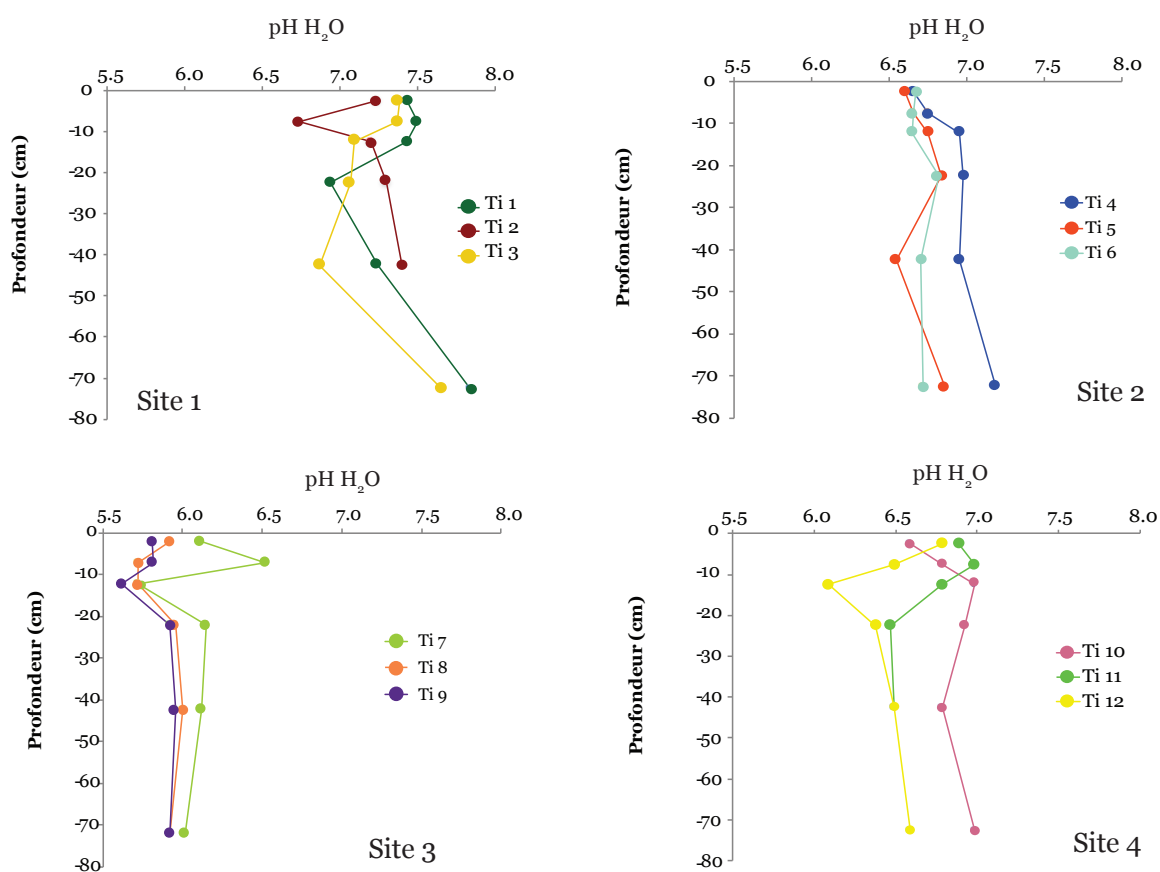 pH H₂O
5.5 6.0 6.5 7.0 7.5 8.0
0
-10
-20
-30
-40
-50
-60
-70
-80
Profondeur (cm)
Ti 1
Ti 2
Ti 3
Site 1
pH H₂O
5.5 6.0 6.5 7.0 7.5 8.0
0
-10
-20
-30
-40
-50
-60
-70
-80
Profondeur (cm)
Ti 4
Ti 5
Ti 6
Site 2
pH H₂O
5.5 6.0 6.5 7.0 7.5 8.0
0
-10
-20
-30
-40
-50
-60
-70
-80
Profondeur (cm)
Ti 7
Ti 8
Ti 9
Site 3
pH H₂O
5.5 6.0 6.5 7.0 7.5 8.0
0
-10
-20
-30
-40
-50
-60
-70
-80
Profondeur (cm)
Ti 10
Ti 11
Ti 12
Site 4